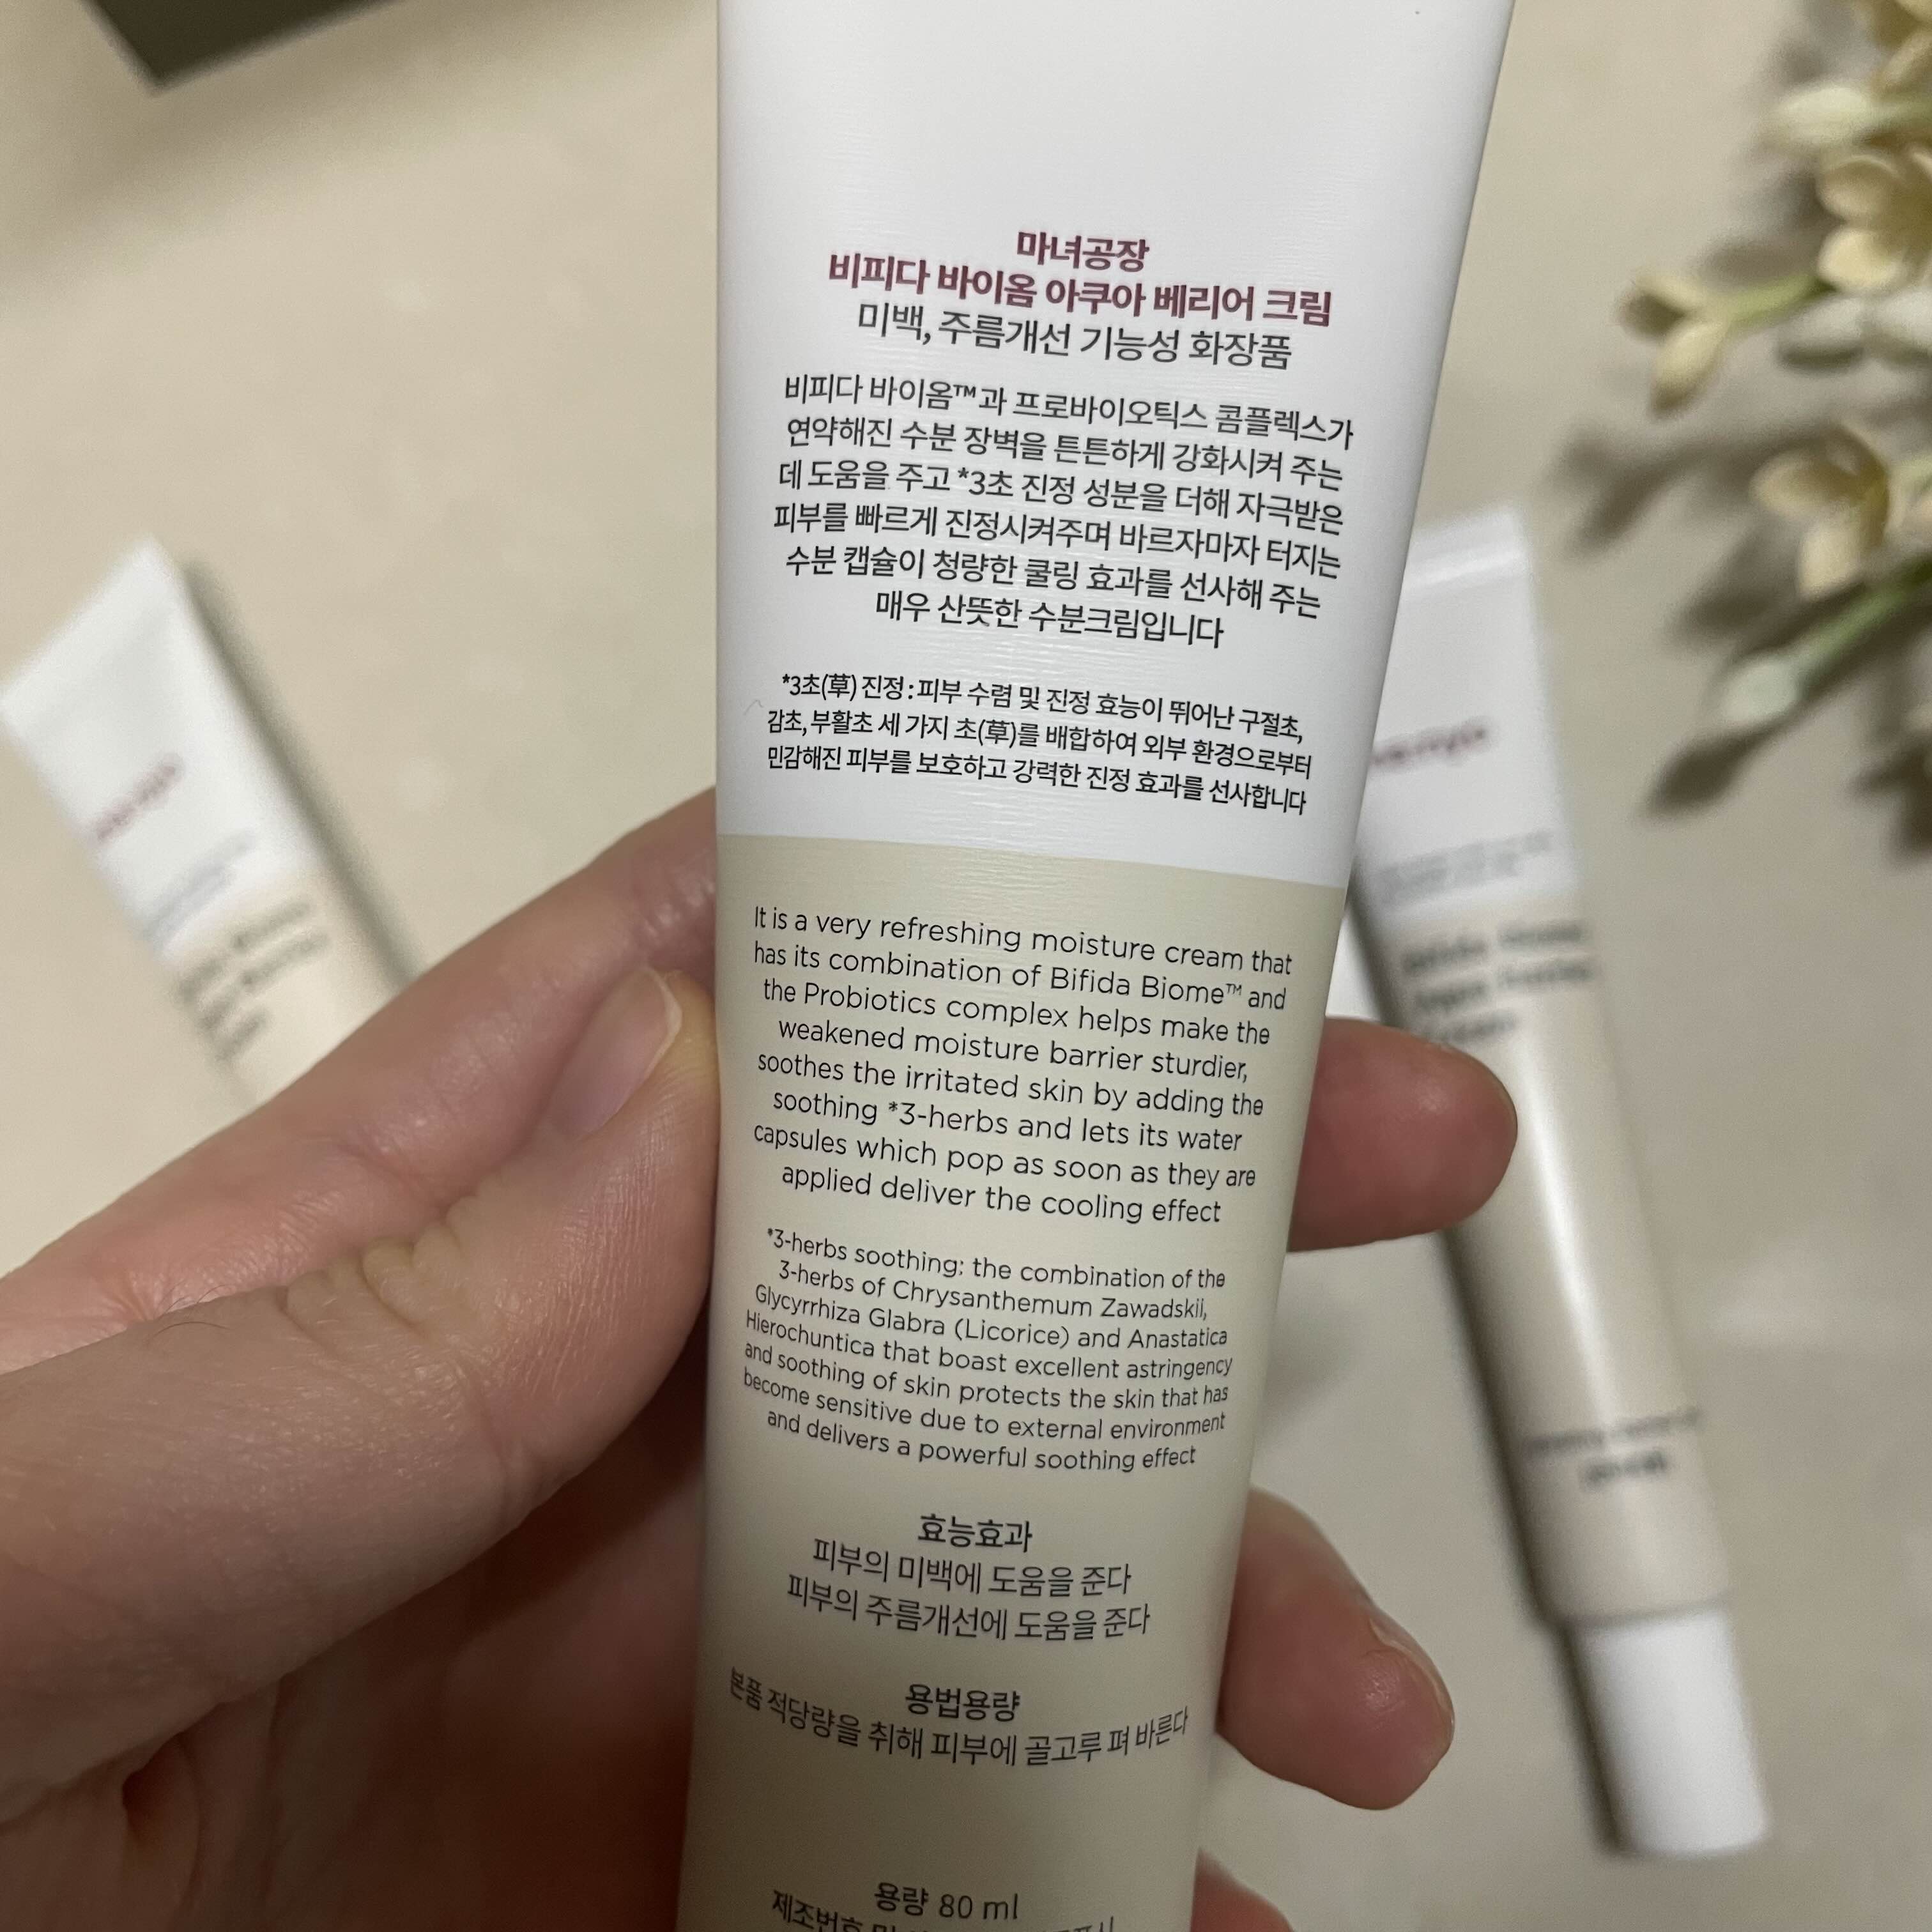 마녀공장
비피다 바이옴 아쿠아 베리어 크림
미백, 주름개선 기능성 화장품
비피다 바이옴™과 프로바이오틱스 콤플렉스가
연약해진 수분 장벽을 튼튼하게 강화시켜 주는
데 도움을 주고 *3초 진정 성분을 더해 자극받은
피부를 빠르게 진정시켜주며 바르자마자 터지는
수분 캡슐이 청량한 쿨링 효과를 선사해 주는
매우 산뜻한 수분크림입니다
*3초(草) 진정 : 피부 수렴 및 진정 효능이 뛰어난 구절초,
감초, 부활초 세 가지 초(草)를 배합하여 외부 환경으로부터
민감해진 피부를 보호하고 강력한 진정 효과를 선사합니다
It is a very refreshing moisture cream that
has its combination of Bifida Biome™ and
the Probiotics complex helps make the
weakened moisture barrier sturdier,
soothes the irritated skin by adding the
soothing *3-herbs and lets its water
capsules which pop as soon as they are
applied deliver the cooling effect
*3-herbs soothing: the combination of the
3-herbs of Chrysanthemum Zawadskii,
Glycyrrhiza Glabra (Licorice) and Anastatica
Hierochuntica that boast excellent astringency
and soothing of skin protects the skin that has
become sensitive due to external environment
and delivers a powerful soothing effect
효능효과
피부의 미백에 도움을 준다
피부의 주름개선에 도움을 준다
용법용량
본품 적당량을 취해 피부에 골고루 펴 바른다
용량 80 ml
제조번호 및